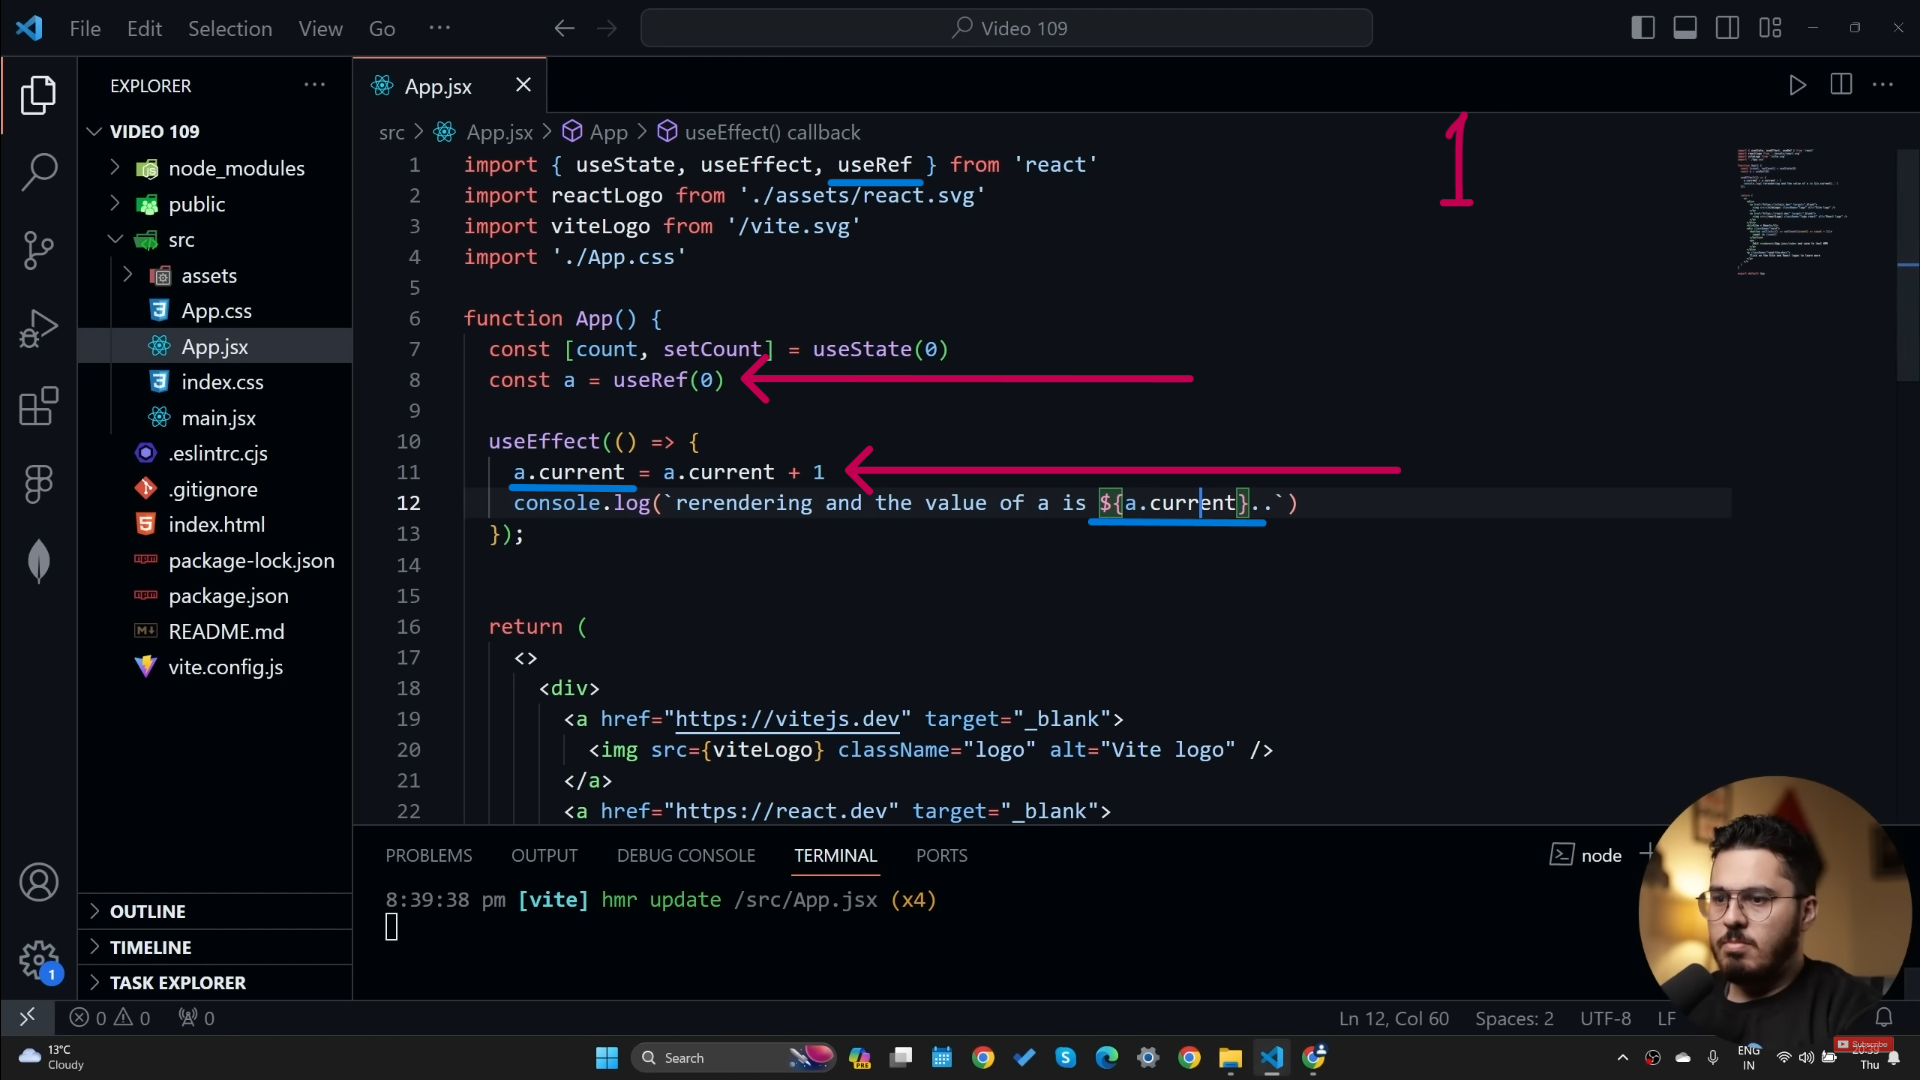 File Edit Selection View Go ··· Video 109
EXPLORER ···
VIDEO 109
node_modules
public
src
assets
App.css
App.jsx
index.css
main.jsx
.eslintrc.cjs
.gitignore
index.html
package-lock.json
package.json
README.md
vite.config.js
OUTLINE
TIMELINE
TASK EXPLORER
1
App.jsx
src > App.jsx > App > useEffect() callback
1
1 import { useState, useEffect, useRef } from 'react'
2 import reactLogo from './assets/react.svg'
3 import viteLogo from '/vite.svg'
4 import './App.css'
5
6 function App() {
7 const [count, setCount] = useState(0)
8 const a = useRef(0)
9
10 useEffect(() => {
11 a.current = a.current + 1
12 console.log(`rerendering and the value of a is ${a.current}..`)
13 });
14
15
16 return (
17 <>
18 <div>
19 <a href="https://vitejs.dev" target="_blank">
20 <img src={viteLogo} className="logo" alt="Vite logo" />
21 </a>
22 <a href="https://react.dev" target="_blank">
PROBLEMS OUTPUT DEBUG CONSOLE TERMINAL PORTS node
8:39:38 pm [vite] hmr update /src/App.jsx (x4)
0 0 0 Ln 12, Col 60 Spaces: 2 UTF-8 LF
13°C
Cloudy
Search
PRE
ENG
IN
Subscribe
Thu